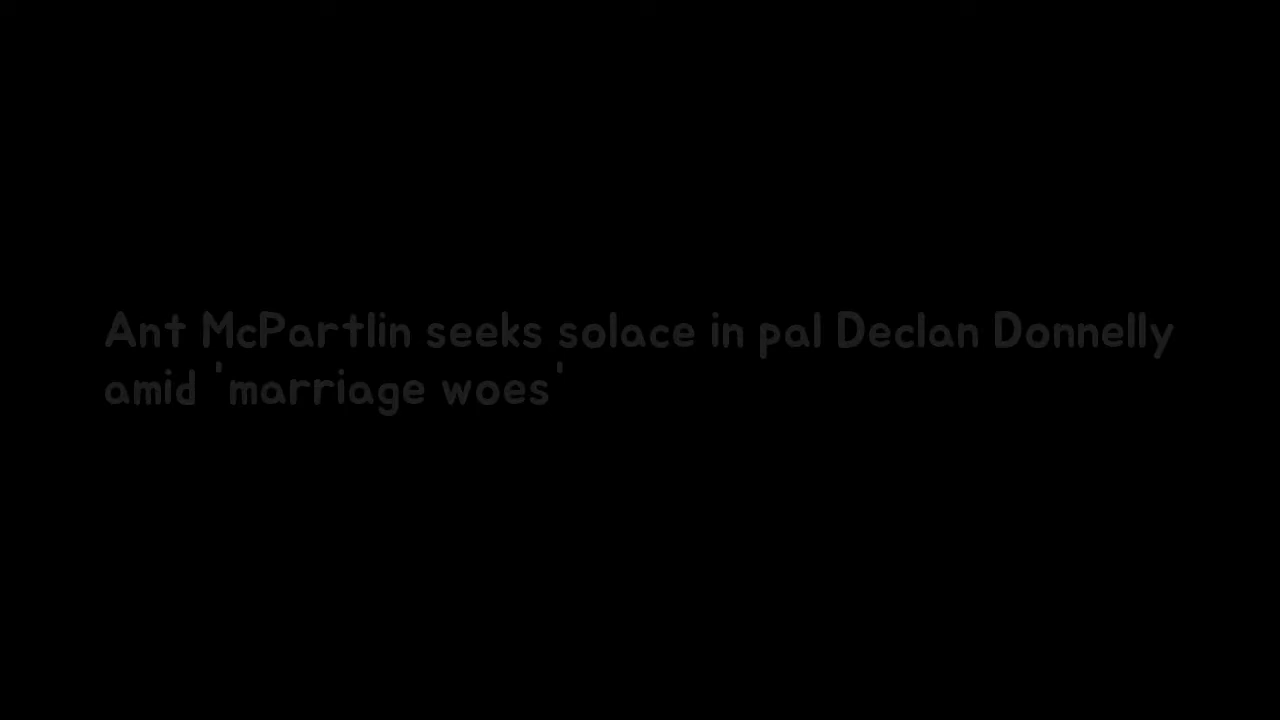 Ant McPartlin seeks solace in pal Declan Donnelly
amid 'marriage woes'